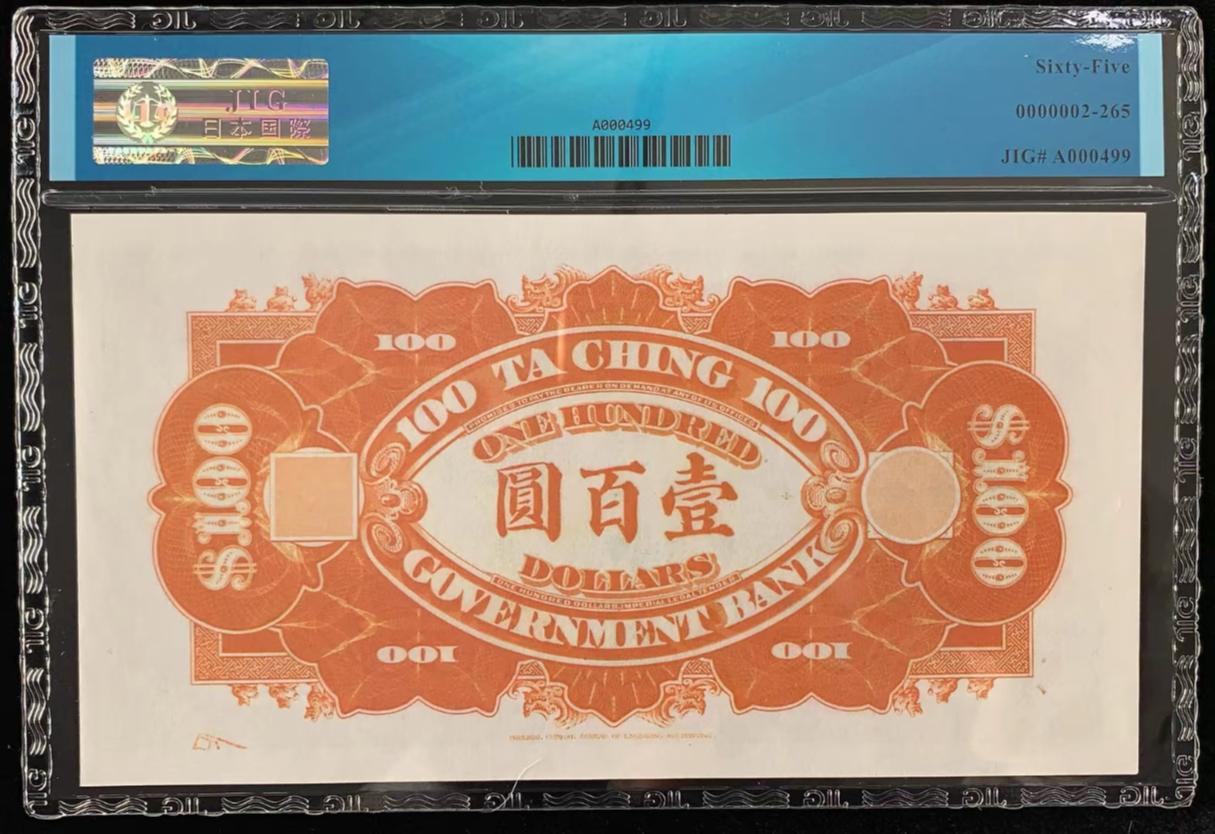 JIG
日本国際
A000499
Sixty-Five
0000002-265
JIG# A000499
100
100
100 TA CHING 100
PROMISES TO PAY THE BEARER ON DEMAND AT ANY OF ITS OFFICES
ONE HUNDRED
圓百壹
DOLLARS
ONE HUNDRED DOLLARS IMPERIAL LEGAL TENDER
GOVERNMENT BANK
$100
$100
100
100